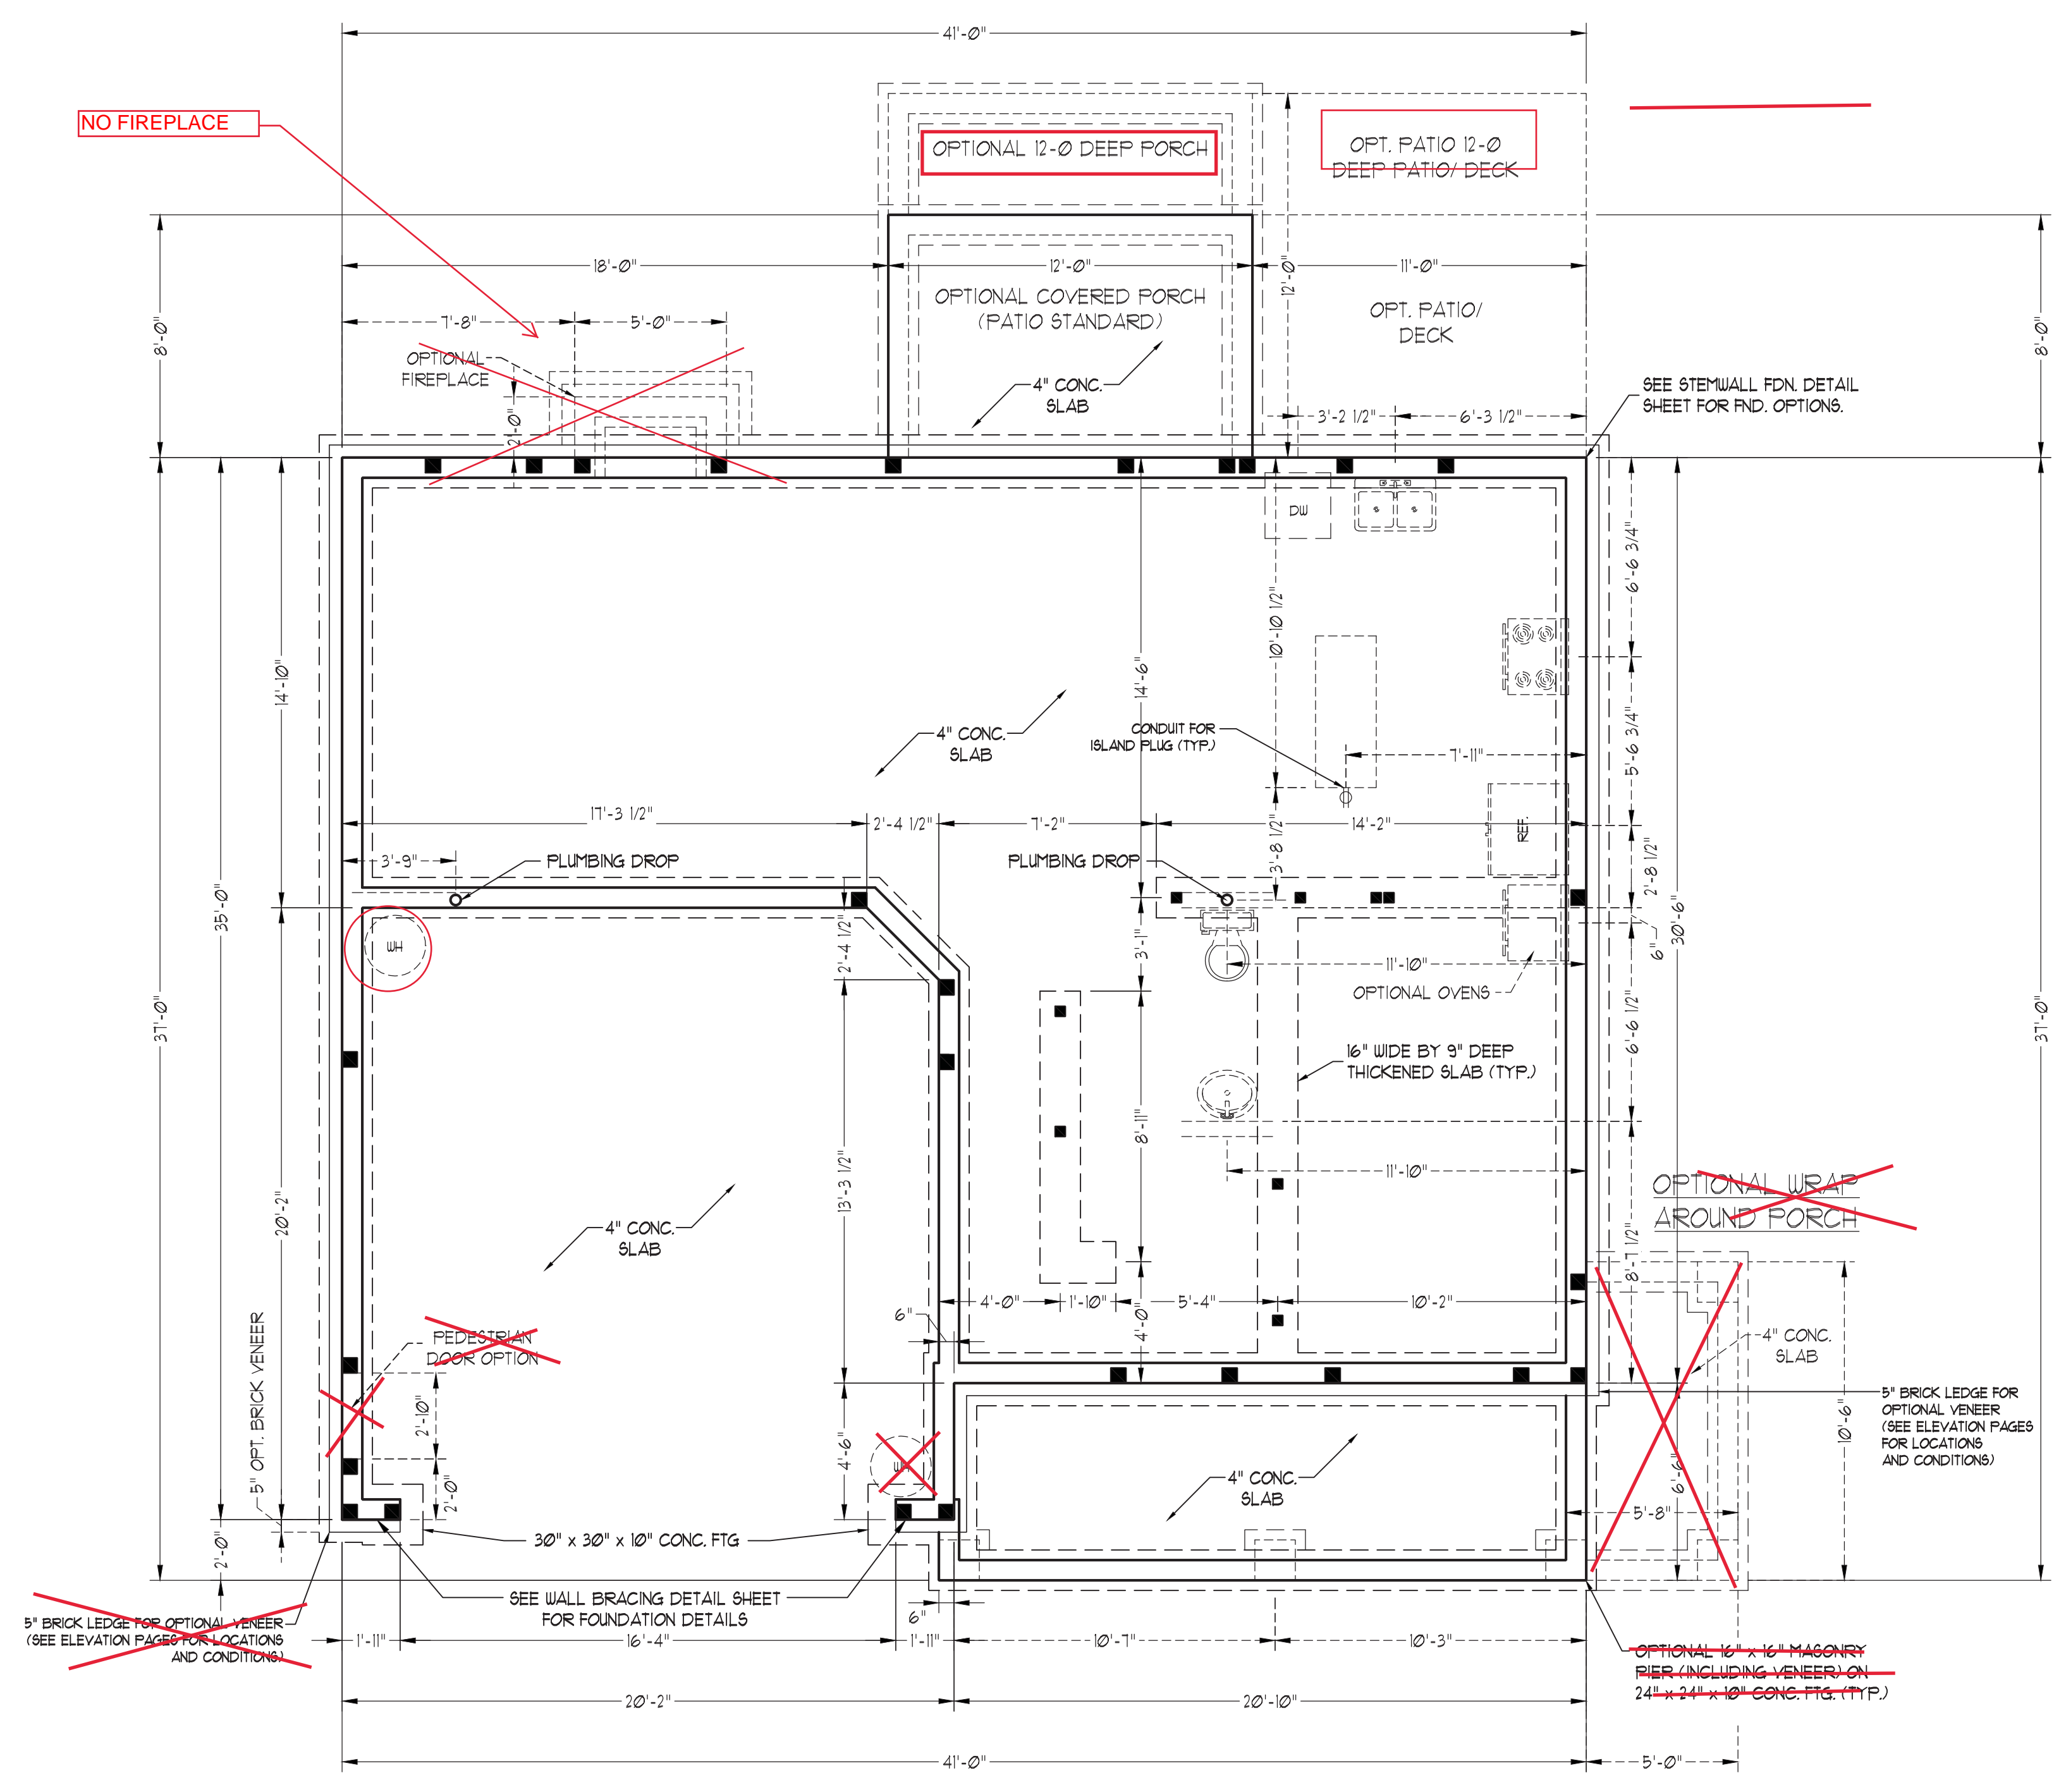 41'-0"
NO FIREPLACE
OPTIONAL 12-0 DEEP PORCH
OPT. PATIO 12-0
DEEP PATIO/ DECK
18'-0"
12'-0"
12'-0"
11'-0"
OPTIONAL COVERED PORCH
(PATIO STANDARD)
OPT. PATIO/
DECK
7'-8"
5'-0"
8'-0"
8'-0"
OPTIONAL
FIREPLACE
2'-0"
4" CONC.
SLAB
SEE STEMWALL FDN. DETAIL
SHEET FOR FND. OPTIONS.
3'-2 1/2"
6'-3 1/2"
DW
6'-6 3/4"
10'-10 1/2"
14'-10"
14'-6"
CONDUIT FOR
ISLAND PLUG (TYP.)
4" CONC.
SLAB
7'-11"
5'-6 3/4"
17'-3 1/2"
2'-4 1/2"
7'-2"
14'-2"
REF.
3'-8 1/2"
3'-9"
PLUMBING DROP
PLUMBING DROP
2'-8 1/2"
35'-0"
30'-6"
WH
2'-4 1/2"
3'-1"
11'-10"
6"
OPTIONAL OVENS
37'-0"
37'-0"
6'-6 1/2"
16" WIDE BY 9" DEEP
THICKENED SLAB (TYP.)
8'-11"
11'-10"
13'-3 1/2"
20'-2"
4" CONC.
SLAB
OPTIONAL WRAP
AROUND PORCH
8'-7 1/2"
4'-0"
1'-10"
5'-4"
10'-2"
6"
4'-0"
5" OPT. BRICK VENEER
PEDESTRIAN
DOOR OPTION
4" CONC.
SLAB
2'-10"
4'-6"
WH
10'-6"
5" BRICK LEDGE FOR
OPTIONAL VENEER
(SEE ELEVATION PAGES
FOR LOCATIONS
AND CONDITIONS)
4" CONC.
SLAB
6'-6"
5'-8"
2'-0"
2'-0"
30" x 30" x 10" CONC. FTG
SEE WALL BRACING DETAIL SHEET
FOR FOUNDATION DETAILS
6"
5" BRICK LEDGE FOR OPTIONAL VENEER
(SEE ELEVATION PAGES FOR LOCATIONS
AND CONDITIONS)
1'-11"
16'-4"
1'-11"
10'-7"
10'-3"
OPTIONAL 16" x 16" MASONRY
PIER (INCLUDING VENEER) ON
24" x 24" x 10" CONC. FTG. (TYP.)
20'-2"
20'-10"
41'-0"
5'-0"